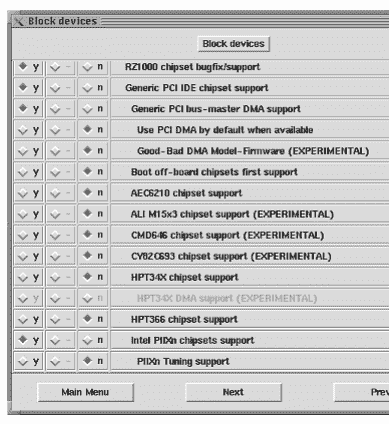 Block devices
Block devices
y - n RZ1000 chipset bugfix/support
y - n Generic PCI IDE chipset support
y - n Generic PCI bus-master DMA support
y - n Use PCI DMA by default when available
y - n Good-Bad DMA Model-Firmware (EXPERIMENTAL)
y - n Boot off-board chipsets first support
y - n AEC6210 chipset support
y - n ALI M15x3 chipset support (EXPERIMENTAL)
y - n CMD646 chipset support (EXPERIMENTAL)
y - n CY82C693 chipset support (EXPERIMENTAL)
y - n HPT34X chipset support
y - n HPT34X DMA support (EXPERIMENTAL)
y - n HPT366 chipset support
y - n Intel PIIXn chipsets support
y - n PIIXn Tuning support
Main Menu Next Prev